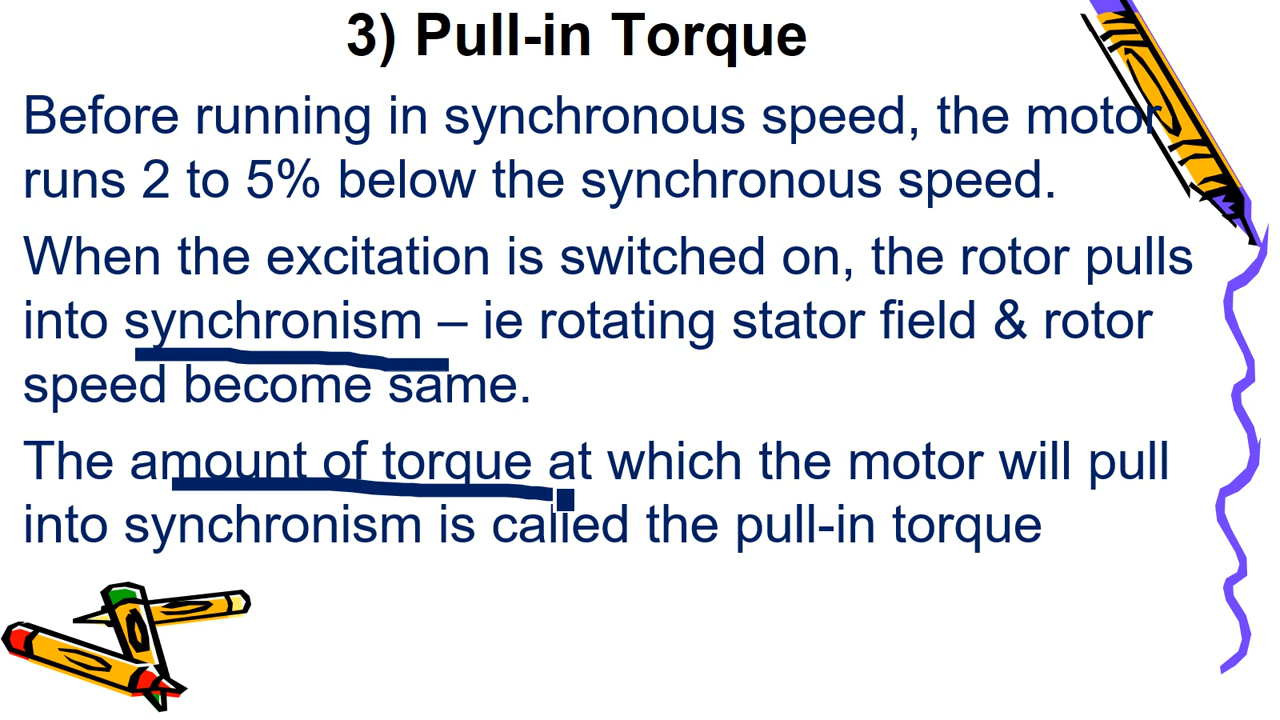 3) Pull-in Torque
Before running in synchronous speed, the motor
runs 2 to 5% below the synchronous speed.
When the excitation is switched on, the rotor pulls
into synchronism – ie rotating stator field & rotor
speed become same.
The amount of torque at which the motor will pull
into synchronism is called the pull-in torque